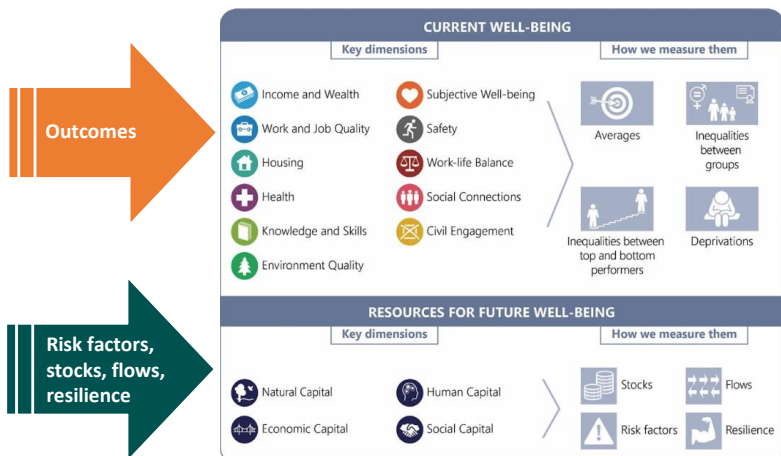 Outcomes
CURRENT WELL-BEING
Key dimensions
How we measure them
Income and Wealth
Subjective Well-being
Work and Job Quality
Safety
Housing
Work-life Balance
Health
Social Connections
Knowledge and Skills
Civil Engagement
Environment Quality
Averages
Inequalities
between
groups
Inequalities between
top and bottom
performers
Deprivations
Risk factors,
stocks, flows,
resilience
RESOURCES FOR FUTURE WELL-BEING
Key dimensions
How we measure them
Natural Capital
Human Capital
Economic Capital
Social Capital
Stocks
Flows
Risk factors
Resilience